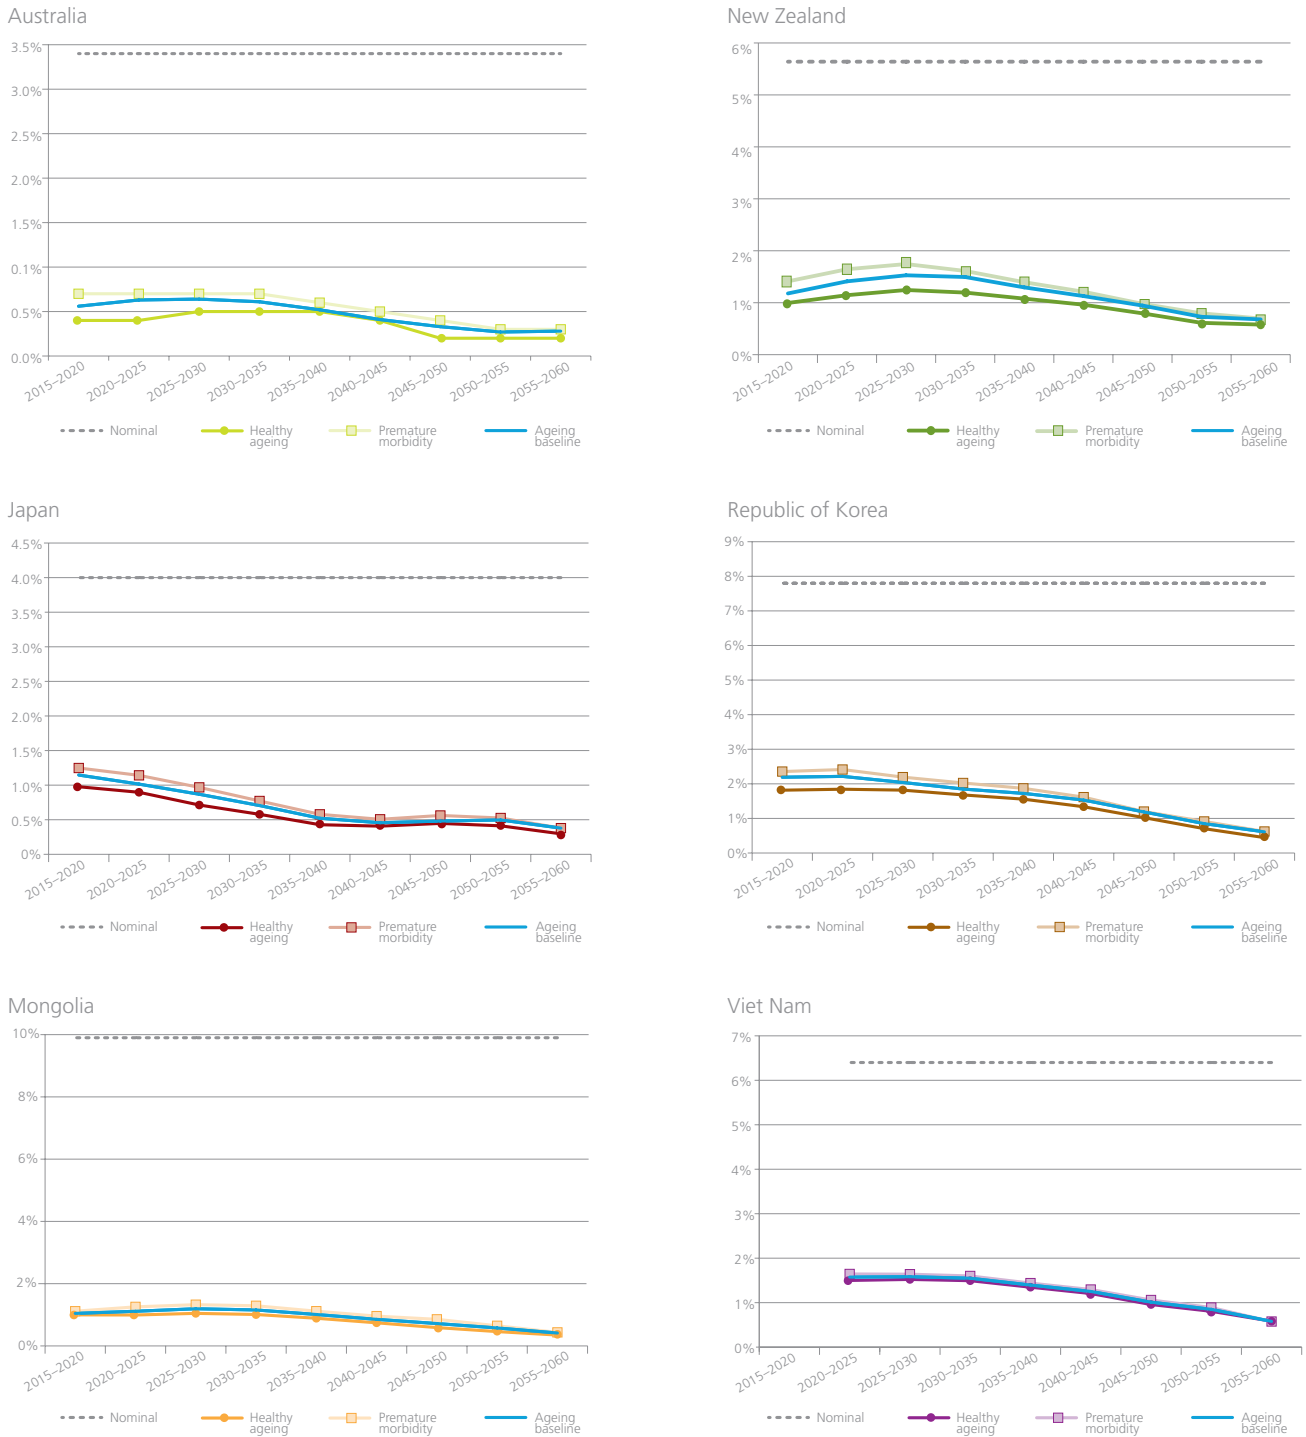 Australia
3.5%
3.0%
2.5%
2.0%
1.5%
0.1%
0.5%
0.0%
2015–2020 2020–2025 2025–2030 2030–2035 2035–2040 2040–2045 2045–2050 2050–2055 2055–2060
Nominal Healthy ageing Premature morbidity Ageing baseline
New Zealand
6%
5%
4%
3%
2%
1%
0%
2015–2020 2020–2025 2025–2030 2030–2035 2035–2040 2040–2045 2045–2050 2050–2055 2055–2060
Nominal Healthy ageing Premature morbidity Ageing baseline
Japan
4.5%
4.0%
3.5%
3.0%
2.5%
2.0%
1.5%
1.0%
0.5%
0%
2015–2020 2020–2025 2025–2030 2030–2035 2035–2040 2040–2045 2045–2050 2050–2055 2055–2060
Nominal Healthy ageing Premature morbidity Ageing baseline
Republic of Korea
9%
8%
7%
6%
5%
4%
3%
2%
1%
0%
2015–2020 2020–2025 2025–2030 2030–2035 2035–2040 2040–2045 2045–2050 2050–2055 2055–2060
Nominal Healthy ageing Premature morbidity Ageing baseline
Mongolia
10%
8%
6%
4%
2%
0%
2015–2020 2020–2025 2025–2030 2030–2035 2035–2040 2040–2045 2045–2050 2050–2055 2055–2060
Nominal Healthy ageing Premature morbidity Ageing baseline
Viet Nam
7%
6%
5%
4%
3%
2%
1%
0%
2015–2020 2020–2025 2025–2030 2030–2035 2035–2040 2040–2045 2045–2050 2050–2055 2055–2060
Nominal Healthy ageing Premature morbidity Ageing baseline